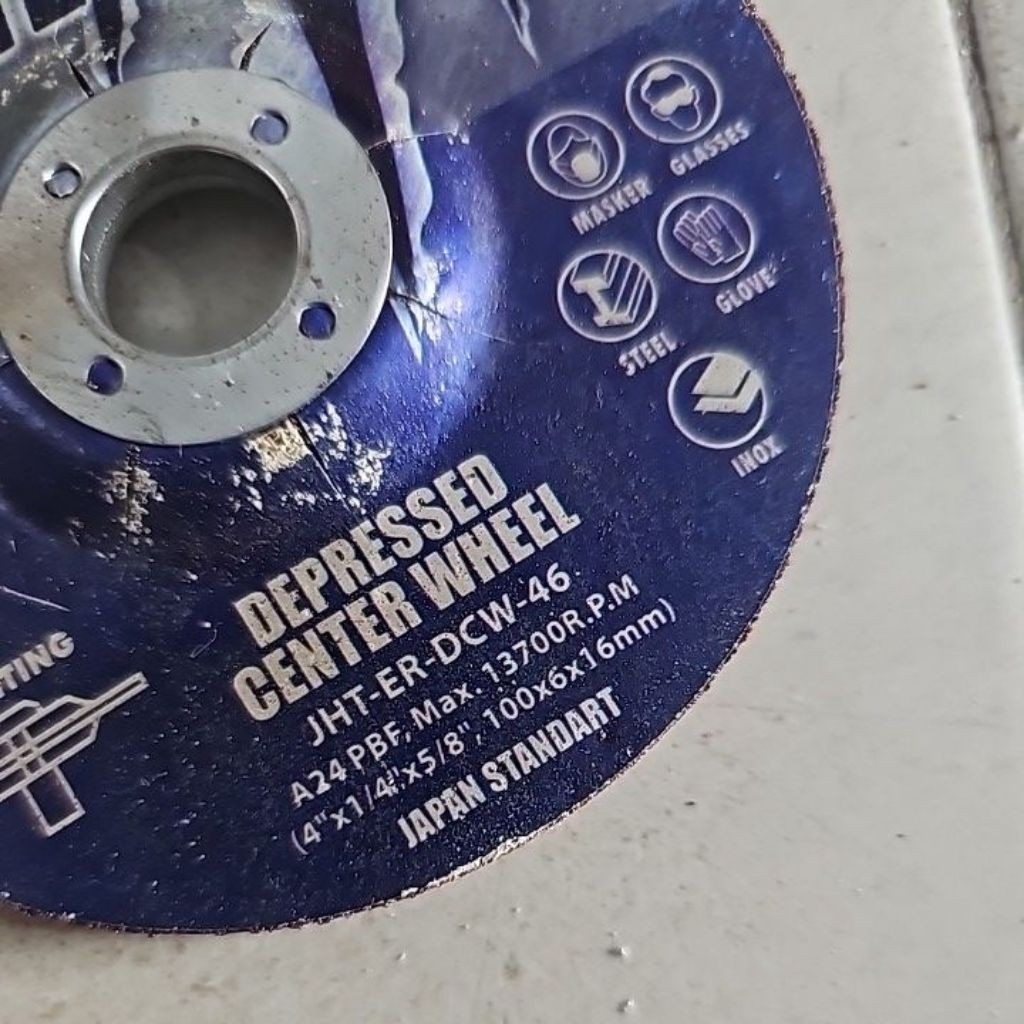 GLASSES
MASKER
GLOVE
STEEL
INOX
DEPRESSED
CENTER WHEEL
JHT-ER-DCW-46
A24 PBF, Max. 13700R.P.M
(4"x1/4"x5/8", 100x6x16mm)
JAPAN STANDART